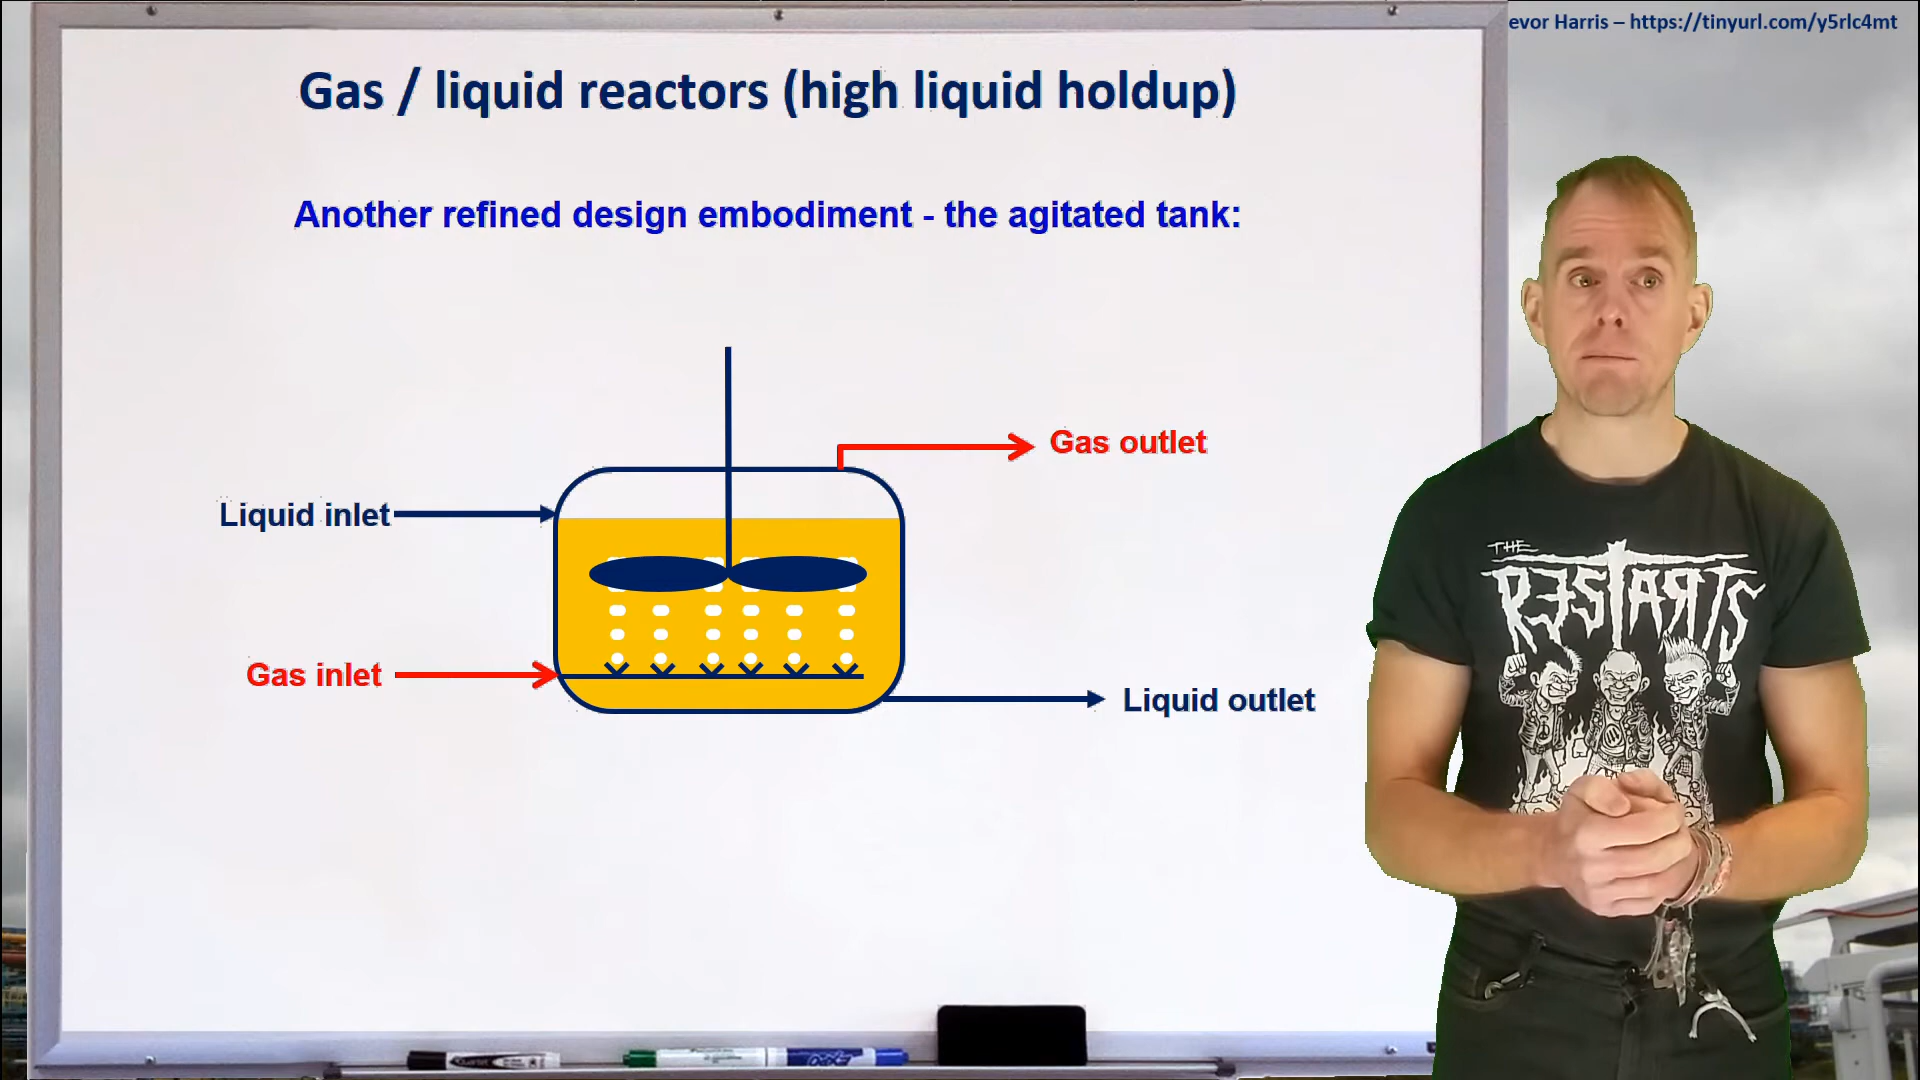 evor Harris – https://tinyurl.com/y5rlc4mt
Gas / liquid reactors (high liquid holdup)
Another refined design embodiment - the agitated tank:
Gas outlet
Liquid inlet
Gas inlet
Liquid outlet
THE
RESTARTS